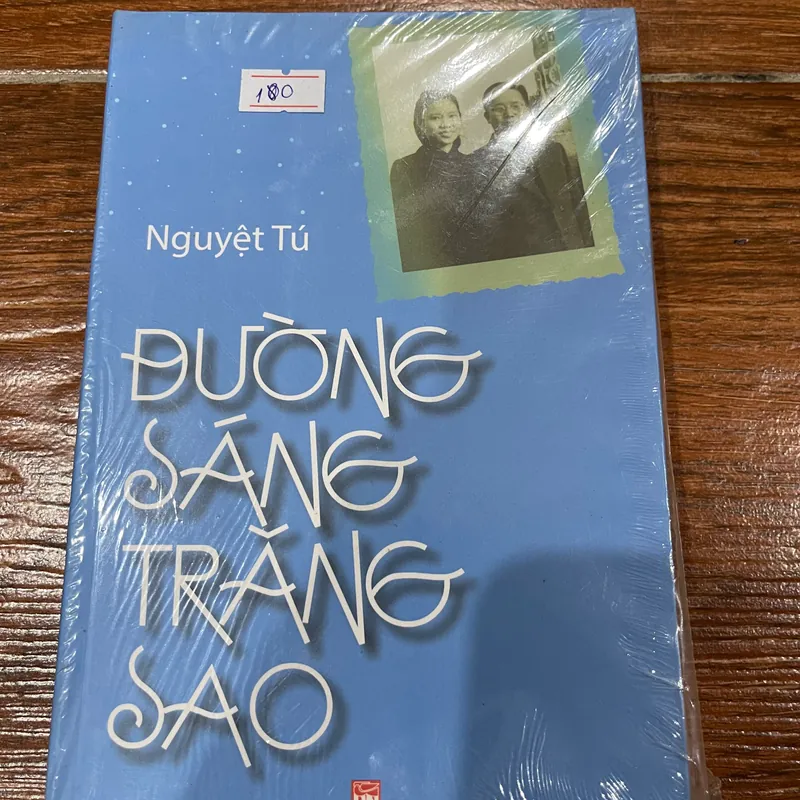 180
Nguyệt Tú
ĐƯỜNG
SÁNG
TRĂNG
SAO